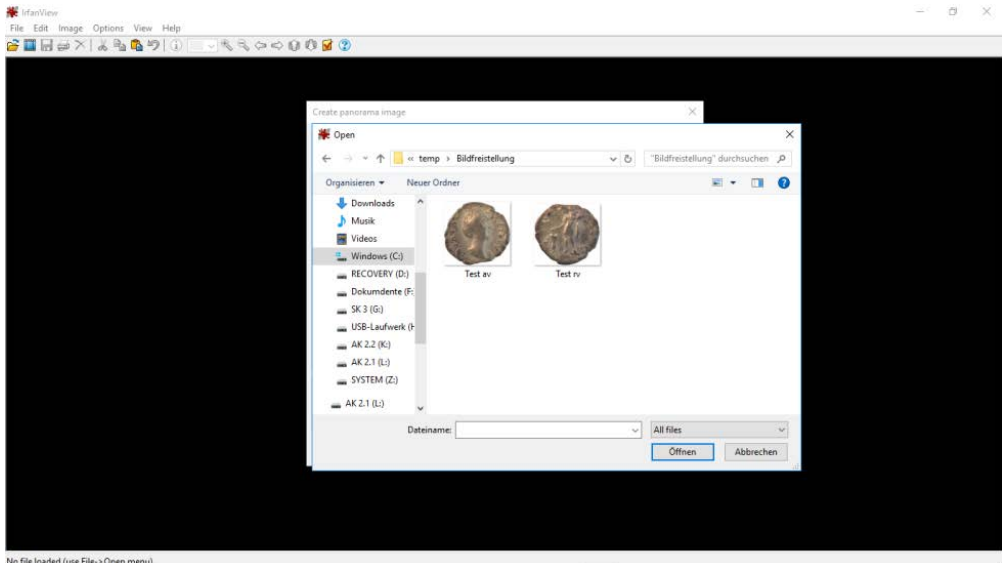 IrfanView
File Edit Image Options View Help
Create panorama image
Open
« temp › Bildfreistellung
"Bildfreistellung" durchsuchen
Organisieren Neuer Ordner
Downloads
Musik
Videos
Windows (C:)
RECOVERY (D:)
Dokumdente (F:
SK 3 (G:)
USB-Laufwerk (H
AK 2.2 (K:)
AK 2.1 (L:)
SYSTEM (Z:)
AK 2.1 (L:)
Test av
Test rv
Dateiname:
All files
Öffnen
Abbrechen
No file loaded (use File->Open menu)